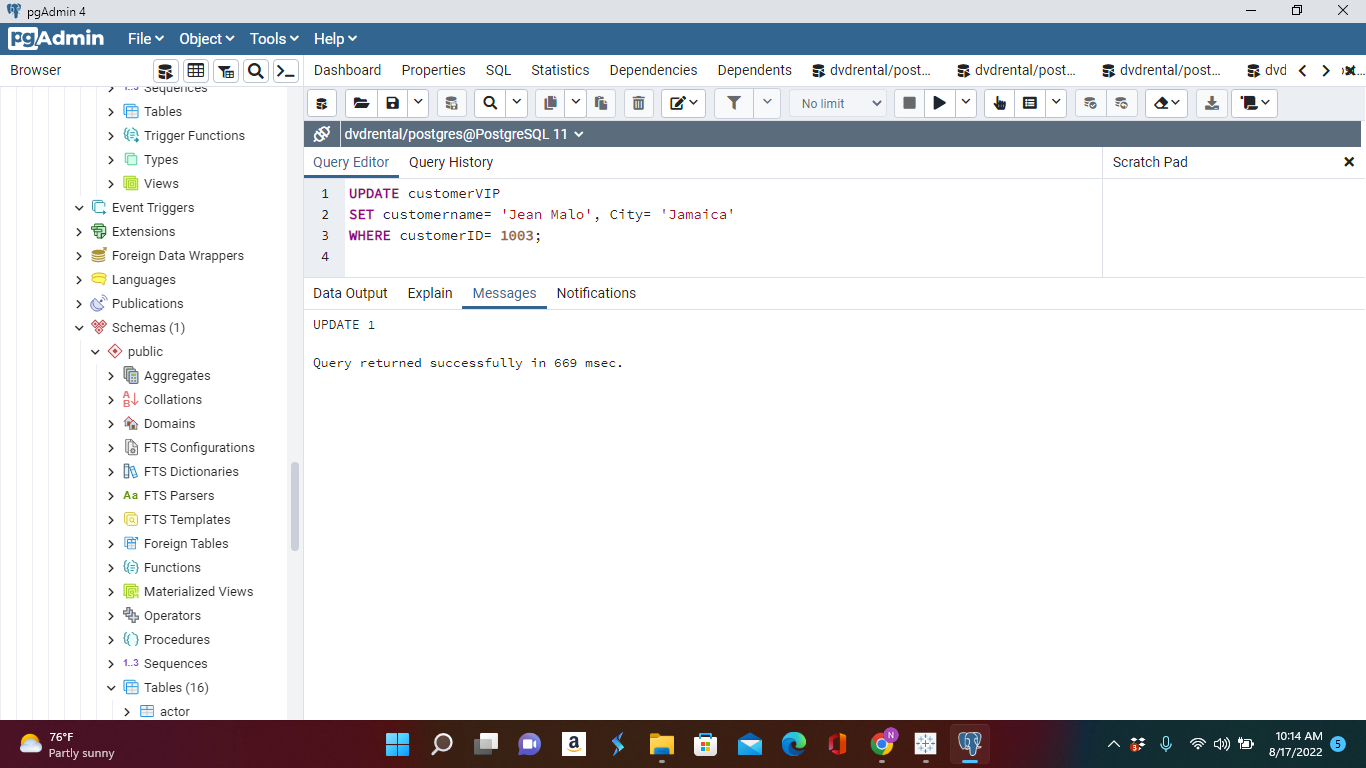 pgAdmin 4
pgAdmin File Object Tools Help
Browser
Dashboard Properties SQL Statistics Dependencies Dependents dvdrental/post... dvdrental/post... dvdrental/post... dvd
No limit
dvdrental/postgres@PostgreSQL 11
Query Editor Query History
Scratch Pad
1 UPDATE customerVIP
2 SET customername= 'Jean Malo', City= 'Jamaica'
3 WHERE customerID= 1003;
4
Data Output Explain Messages Notifications
UPDATE 1
Query returned successfully in 669 msec.
1..3 Sequences
Tables
Trigger Functions
Types
Views
Event Triggers
Extensions
Foreign Data Wrappers
Languages
Publications
Schemas (1)
public
Aggregates
Collations
Domains
FTS Configurations
FTS Dictionaries
Aa FTS Parsers
FTS Templates
Foreign Tables
Functions
Materialized Views
Operators
Procedures
1..3 Sequences
Tables (16)
actor
76°F
Partly sunny
10:14 AM
8/17/2022
5